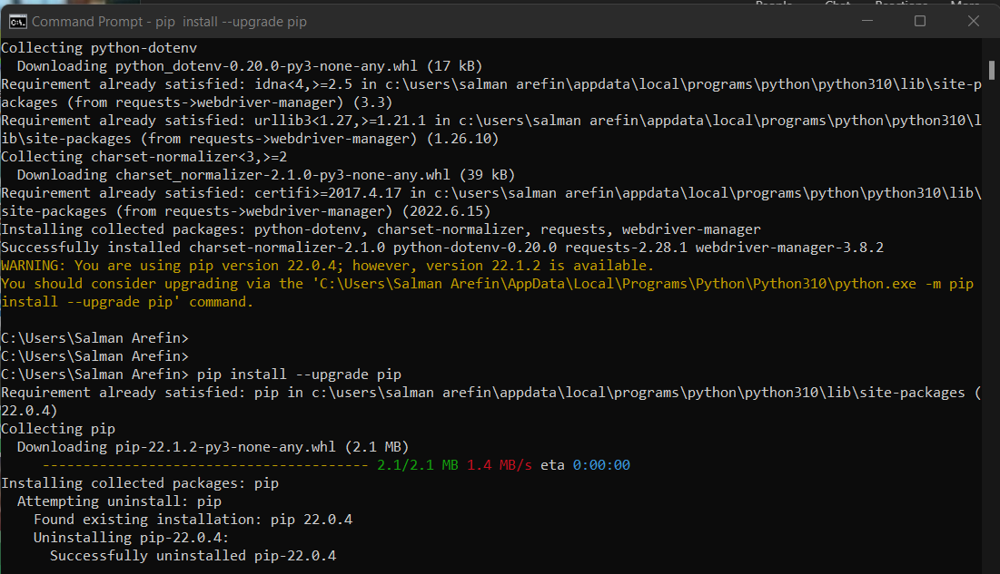 People Chat Reactions More
Command Prompt - pip  install --upgrade pip
Collecting python-dotenv
  Downloading python_dotenv-0.20.0-py3-none-any.whl (17 kB)
Requirement already satisfied: idna<4,>=2.5 in c:\users\salman arefin\appdata\local\programs\python\python310\lib\site-p
ackages (from requests->webdriver-manager) (3.3)
Requirement already satisfied: urllib3<1.27,>=1.21.1 in c:\users\salman arefin\appdata\local\programs\python\python310\l
ib\site-packages (from requests->webdriver-manager) (1.26.10)
Collecting charset-normalizer<3,>=2
  Downloading charset_normalizer-2.1.0-py3-none-any.whl (39 kB)
Requirement already satisfied: certifi>=2017.4.17 in c:\users\salman arefin\appdata\local\programs\python\python310\lib\
site-packages (from requests->webdriver-manager) (2022.6.15)
Installing collected packages: python-dotenv, charset-normalizer, requests, webdriver-manager
Successfully installed charset-normalizer-2.1.0 python-dotenv-0.20.0 requests-2.28.1 webdriver-manager-3.8.2
WARNING: You are using pip version 22.0.4; however, version 22.1.2 is available.
You should consider upgrading via the 'C:\Users\Salman Arefin\AppData\Local\Programs\Python\Python310\python.exe -m pip
install --upgrade pip' command.

C:\Users\Salman Arefin>
C:\Users\Salman Arefin>
C:\Users\Salman Arefin> pip install --upgrade pip
Requirement already satisfied: pip in c:\users\salman arefin\appdata\local\programs\python\python310\lib\site-packages (
22.0.4)
Collecting pip
  Downloading pip-22.1.2-py3-none-any.whl (2.1 MB)
     ---------------------------------------- 2.1/2.1 MB 1.4 MB/s eta 0:00:00
Installing collected packages: pip
  Attempting uninstall: pip
    Found existing installation: pip 22.0.4
    Uninstalling pip-22.0.4:
      Successfully uninstalled pip-22.0.4